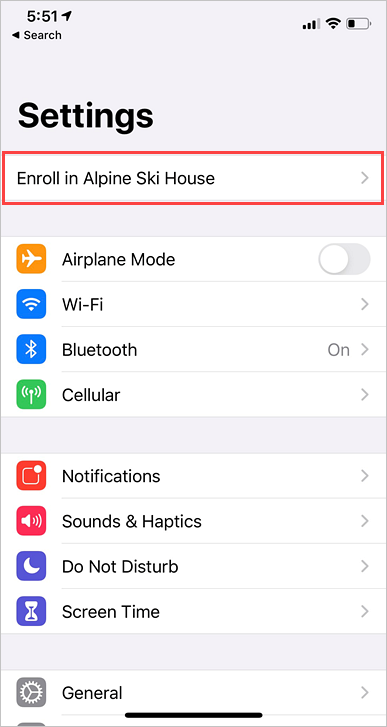 5:51
◀ Search
Settings
Enroll in Alpine Ski House
Airplane Mode
Wi-Fi
Bluetooth On
Cellular
Notifications
Sounds & Haptics
Do Not Disturb
Screen Time
General